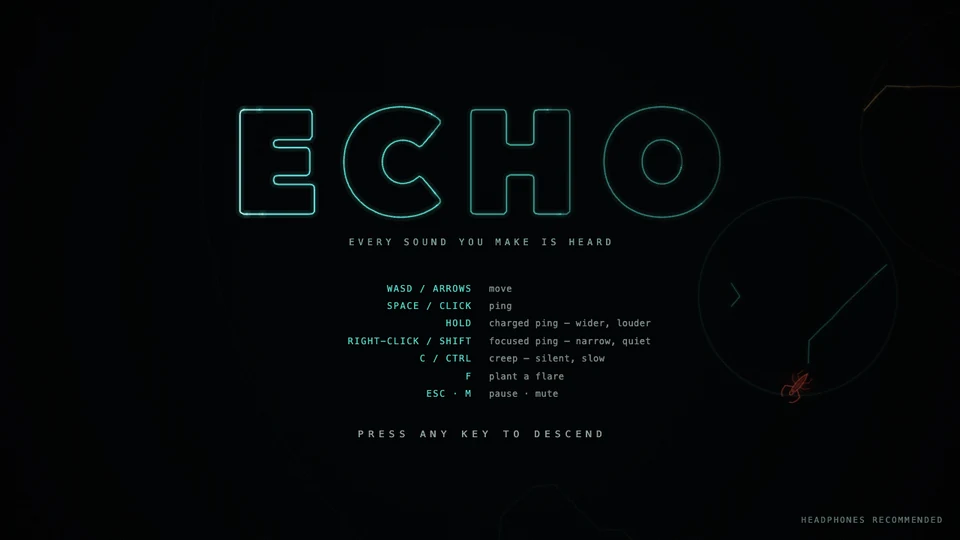 ECHO
EVERY SOUND YOU MAKE IS HEARD
WASD / ARROWS move
SPACE / CLICK ping
HOLD charged ping — wider, louder
RIGHT-CLICK / SHIFT focused ping — narrow, quiet
C / CTRL creep — silent, slow
F plant a flare
ESC · M pause · mute
PRESS ANY KEY TO DESCEND
HEADPHONES RECOMMENDED